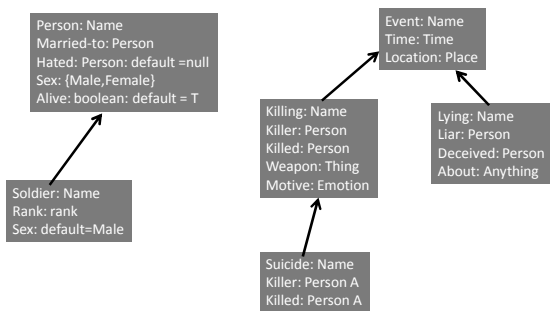 Person: Name
Married-to: Person
Hated: Person: default =null
Sex: {Male,Female}
Alive: boolean: default = T
Event: Name
Time: Time
Location: Place
Killing: Name
Killer: Person
Killed: Person
Weapon: Thing
Motive: Emotion
Lying: Name
Liar: Person
Deceived: Person
About: Anything
Soldier: Name
Rank: rank
Sex: default=Male
Suicide: Name
Killer: Person A
Killed: Person A